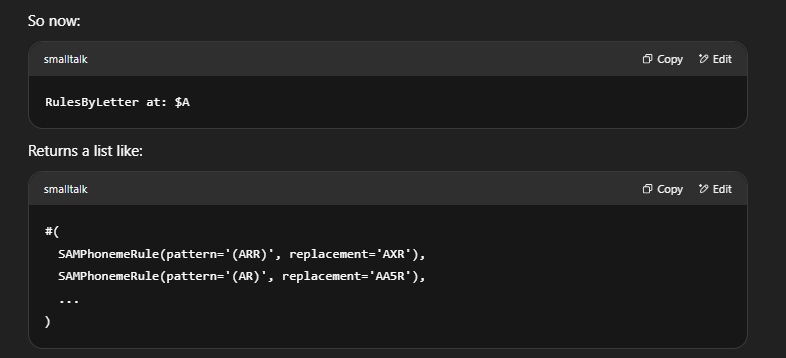 So now:
smalltalk Copy Edit
RulesByLetter at: $A
Returns a list like:
smalltalk Copy Edit
#(
SAMPhonemeRule(pattern='(ARR)', replacement='AXR'),
SAMPhonemeRule(pattern='(AR)', replacement='AA5R'),
...
)